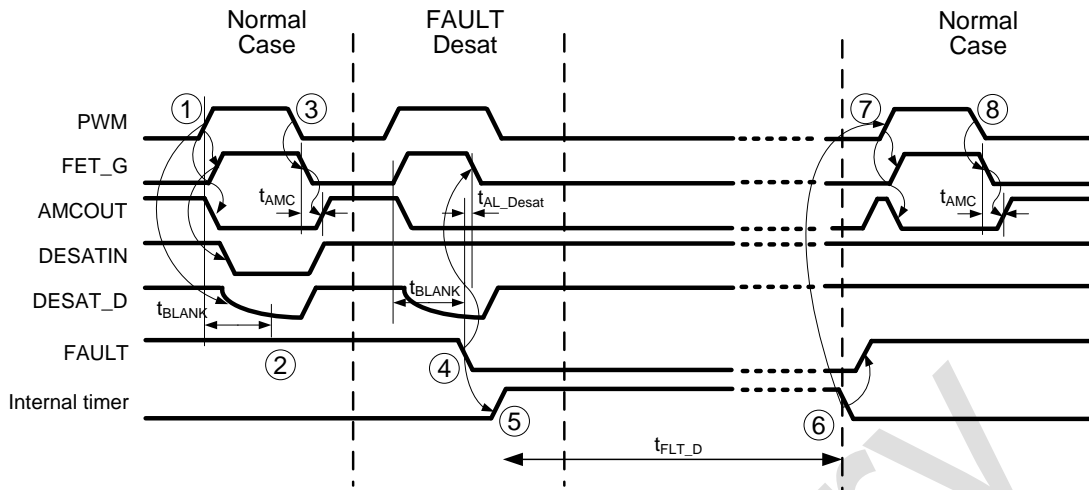 Normal
Case
FAULT
Desat
Normal
Case
1
3
7
8
PWM
FET_G
tAMC
tAL_Desat
tAMC
AMCOUT
DESATIN
DESAT_D
tBLANK
tBLANK
2
FAULT
4
Internal timer
5
6
tFLT_D